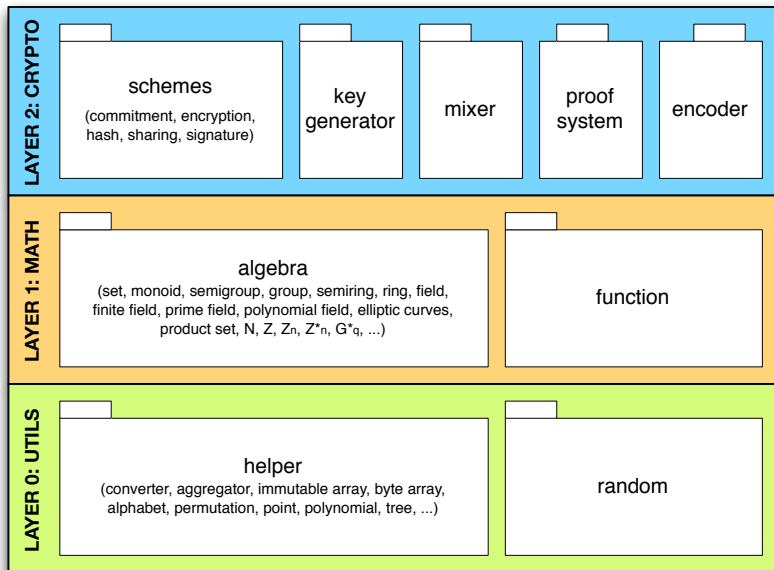 LAYER 2: CRYPTO
schemes
(commitment, encryption,
hash, sharing, signature)
key
generator
mixer
proof
system
encoder
LAYER 1: MATH
algebra
(set, monoid, semigroup, group, semiring, ring, field,
finite field, prime field, polynomial field, elliptic curves,
product set, N, Z, Zn, Z*n, G*q, ...)
function
LAYER 0: UTILS
helper
(converter, aggregator, immutable array, byte array,
alphabet, permutation, point, polynomial, tree, ...)
random